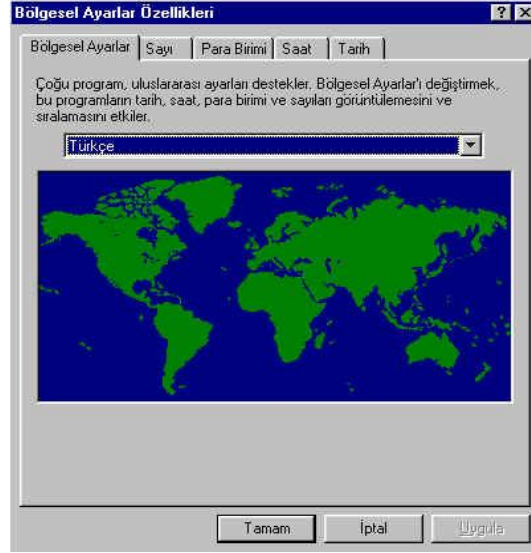 Bölgesel Ayarlar Özellikleri
Bölgesel Ayarlar Sayı Para Birimi Saat Tarih
Çoğu program, uluslararası ayarları destekler. Bölgesel Ayarlar'ı değiştirmek,
bu programların tarih, saat, para birimi ve sayıları görüntülemesini ve
sıralamasını etkiler.
Türkçe
Tamam İptal Uygula